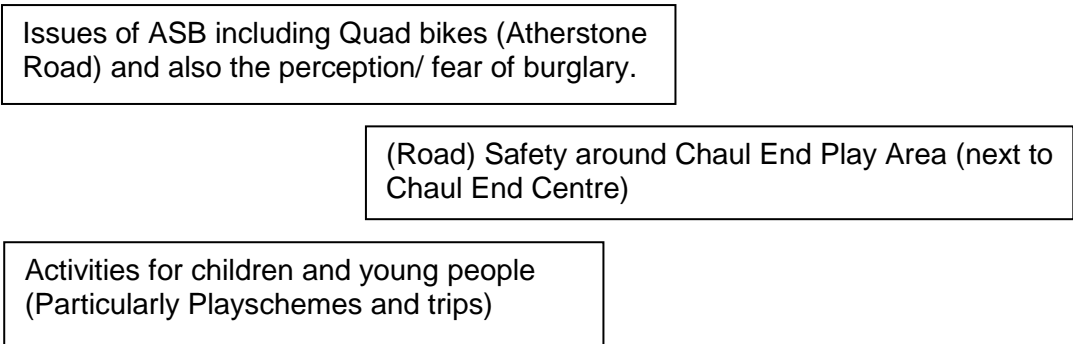 Issues of ASB including Quad bikes (Atherstone
Road) and also the perception/ fear of burglary.
(Road) Safety around Chaul End Play Area (next to
Chaul End Centre)
Activities for children and young people
(Particularly Playschemes and trips)